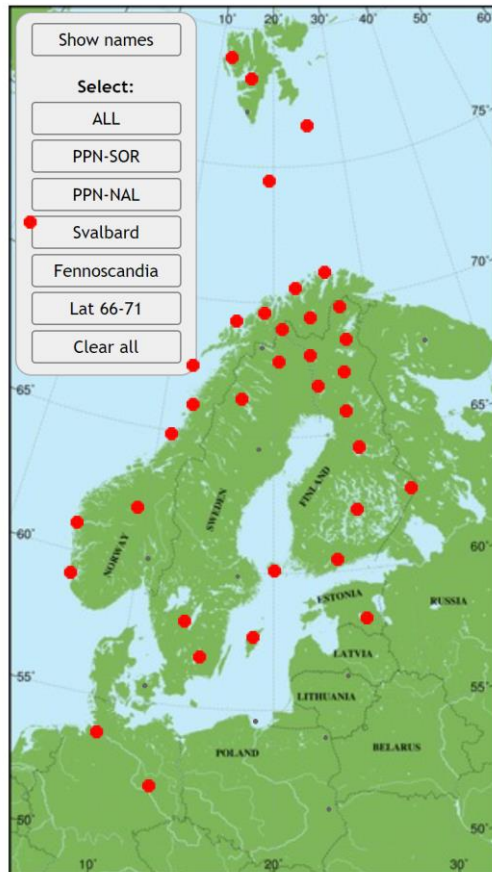 10° 20° 30° 40° 50° 60°
Show names
Select:
ALL
PPN-SOR
PPN-NAL
Svalbard
Fennoscandia
Lat 66-71
Clear all
75°
70°
65°
65°
60°
60°
55°
55°
50°
50°
SWEDEN
FINLAND
NORWAY
ESTONIA
RUSSIA
LATVIA
LITHUANIA
POLAND
BELARUS
10° 20° 30°